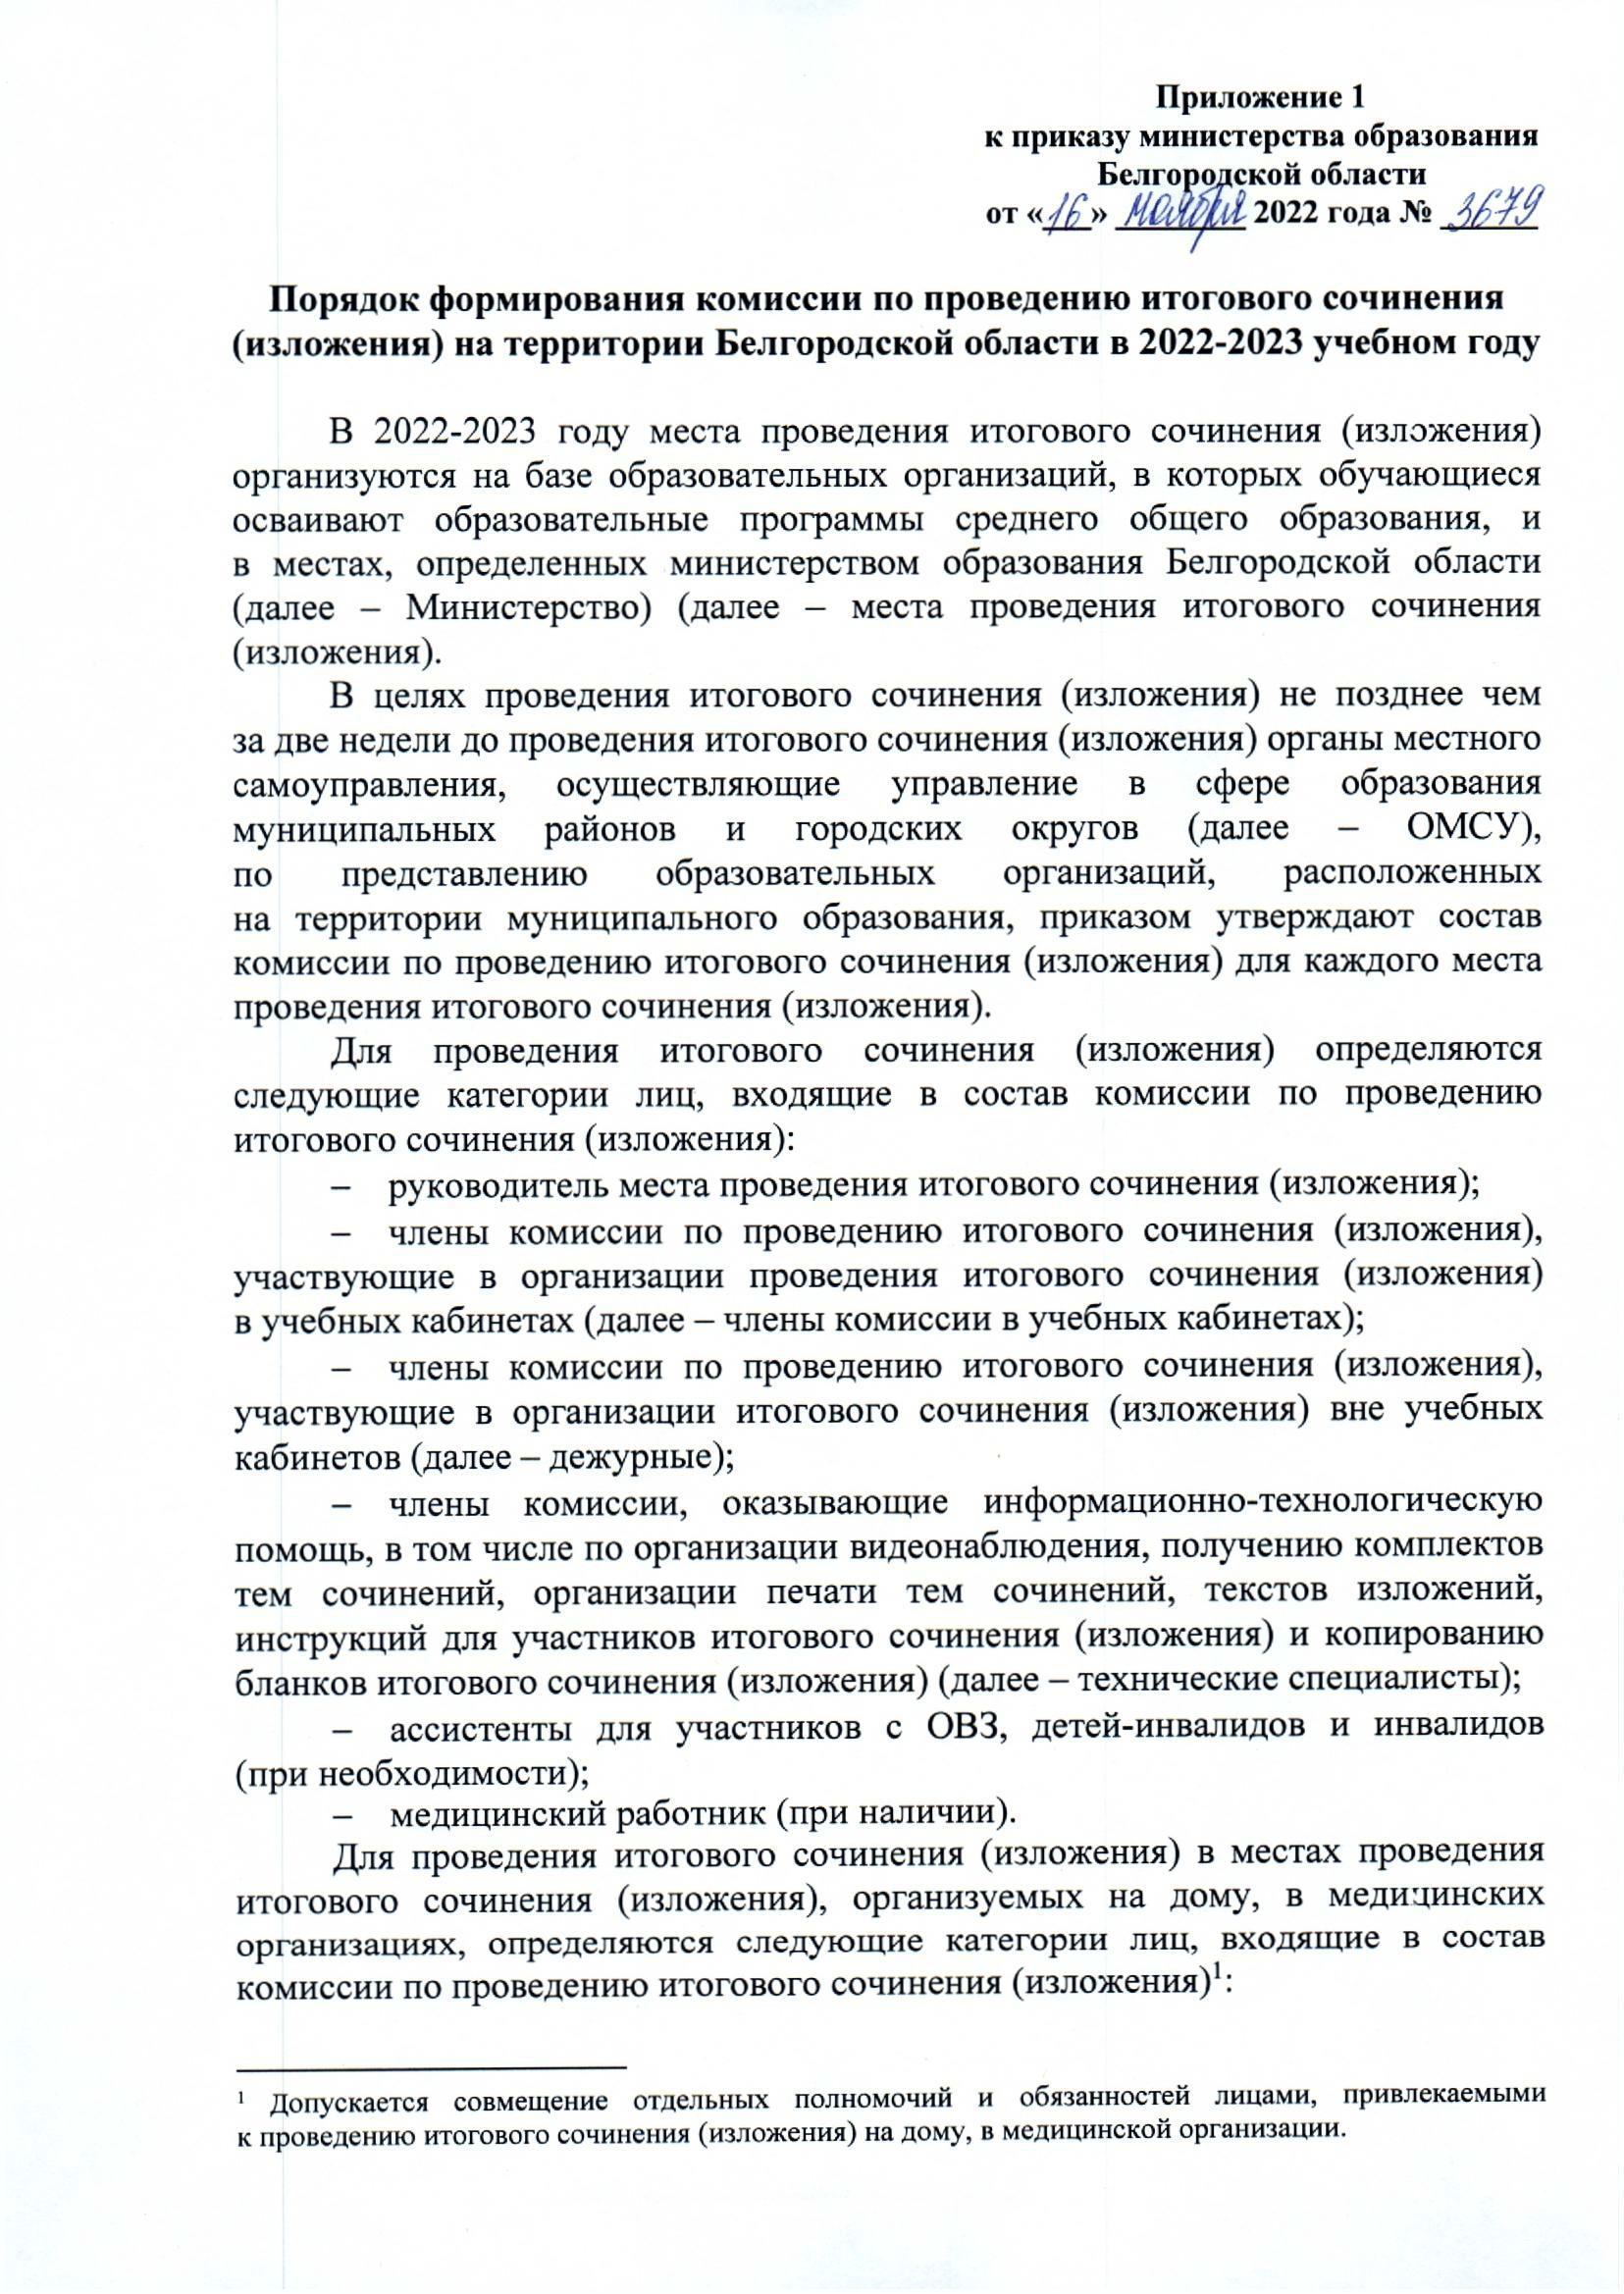 Приложение 1
к приказу министерства образования
Белгородской области
от «16» ноября 2022 года № 3679
Порядок формирования комиссии по проведению итогового сочинения
(изложения) на территории Белгородской области в 2022-2023 учебном году
В 2022-2023 году места проведения итогового сочинения (изложения)
организуются на базе образовательных организаций, в которых обучающиеся
осваивают образовательные программы среднего общего образования, и
в местах, определенных министерством образования Белгородской области
(далее – Министерство) (далее – места проведения итогового сочинения
(изложения).
В целях проведения итогового сочинения (изложения) не позднее чем
за две недели до проведения итогового сочинения (изложения) органы местного
самоуправления, осуществляющие управление в сфере образования
муниципальных районов и городских округов (далее – ОМСУ),
по представлению образовательных организаций, расположенных
на территории муниципального образования, приказом утверждают состав
комиссии по проведению итогового сочинения (изложения) для каждого места
проведения итогового сочинения (изложения).
Для проведения итогового сочинения (изложения) определяются
следующие категории лиц, входящие в состав комиссии по проведению
итогового сочинения (изложения):
– руководитель места проведения итогового сочинения (изложения);
– члены комиссии по проведению итогового сочинения (изложения),
участвующие в организации проведения итогового сочинения (изложения)
в учебных кабинетах (далее – члены комиссии в учебных кабинетах);
– члены комиссии по проведению итогового сочинения (изложения),
участвующие в организации итогового сочинения (изложения) вне учебных
кабинетов (далее – дежурные);
– члены комиссии, оказывающие информационно-технологическую
помощь, в том числе по организации видеонаблюдения, получению комплектов
тем сочинений, организации печати тем сочинений, текстов изложений,
инструкций для участников итогового сочинения (изложения) и копированию
бланков итогового сочинения (изложения) (далее – технические специалисты);
– ассистенты для участников с ОВЗ, детей-инвалидов и инвалидов
(при необходимости);
– медицинский работник (при наличии).
Для проведения итогового сочинения (изложения) в местах проведения
итогового сочинения (изложения), организуемых на дому, в медицинских
организациях, определяются следующие категории лиц, входящие в состав
комиссии по проведению итогового сочинения (изложения)¹:
¹ Допускается совмещение отдельных полномочий и обязанностей лицами, привлекаемыми
к проведению итогового сочинения (изложения) на дому, в медицинской организации.